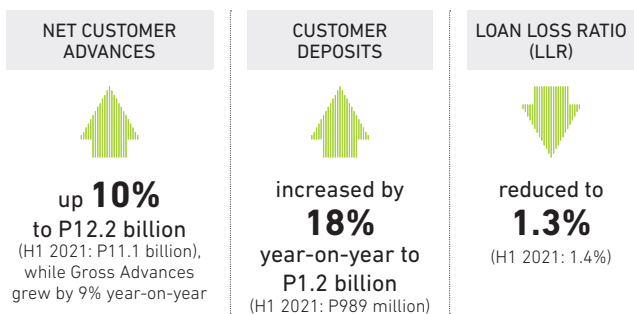 NET CUSTOMER
ADVANCES
up 10%
to P12.2 billion
(H1 2021: P11.1 billion),
while Gross Advances
grew by 9% year-on-year
CUSTOMER
DEPOSITS
increased by
18%
year-on-year to
P1.2 billion
(H1 2021: P989 million)
LOAN LOSS RATIO
(LLR)
reduced to
1.3%
(H1 2021: 1.4%)